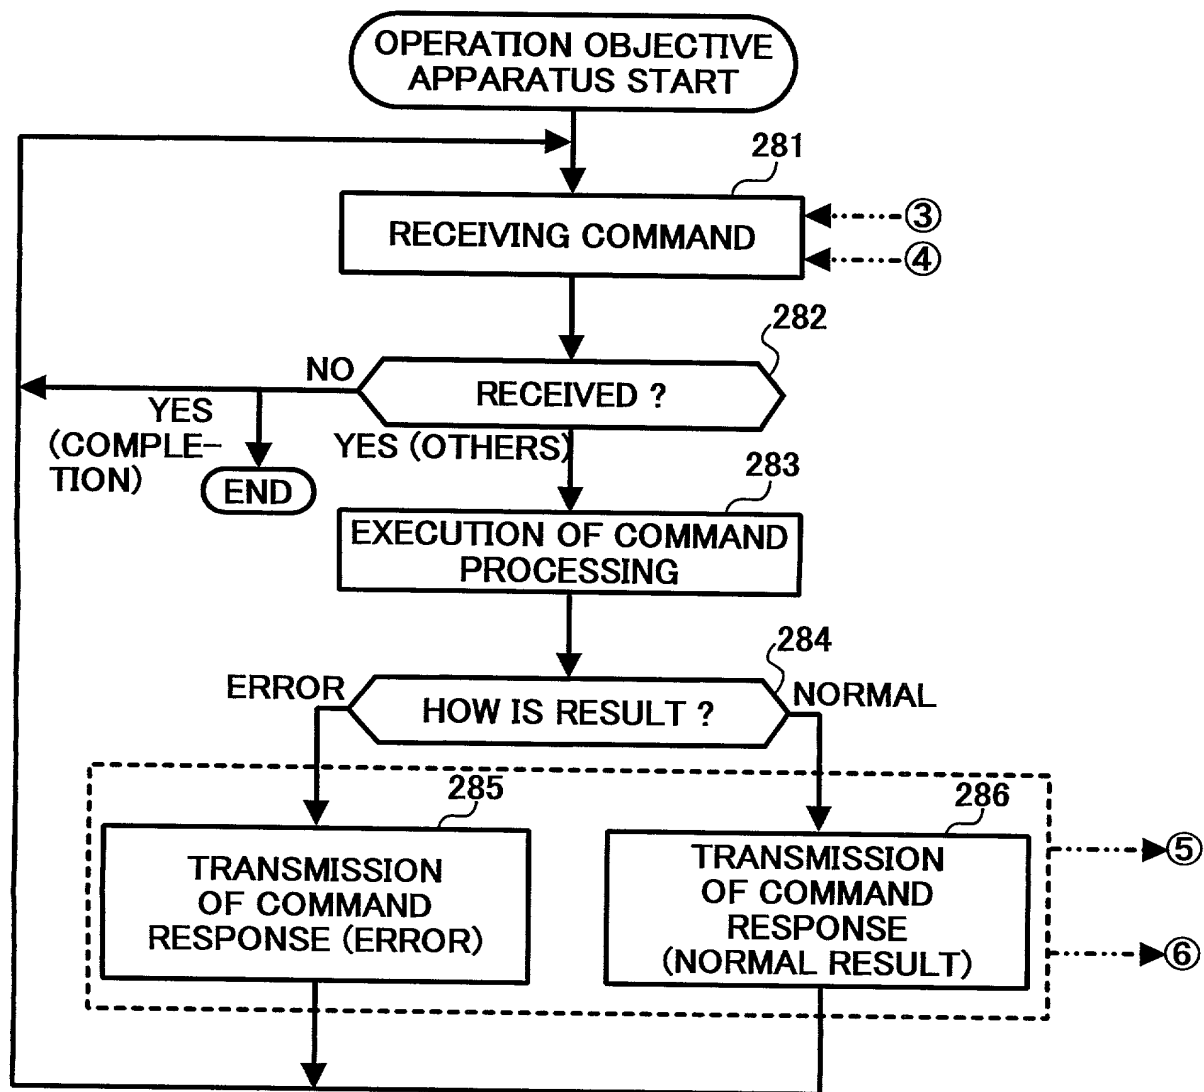 OPERATION OBJECTIVE
APPARATUS START
281
RECEIVING COMMAND
③
④
282
NO
RECEIVED ?
YES
(COMPLE-
TION)
YES (OTHERS)
END
283
EXECUTION OF COMMAND
PROCESSING
284
ERROR
HOW IS RESULT ?
NORMAL
285
TRANSMISSION
OF COMMAND
RESPONSE (ERROR)
286
TRANSMISSION
OF COMMAND
RESPONSE
(NORMAL RESULT)
⑤
⑥